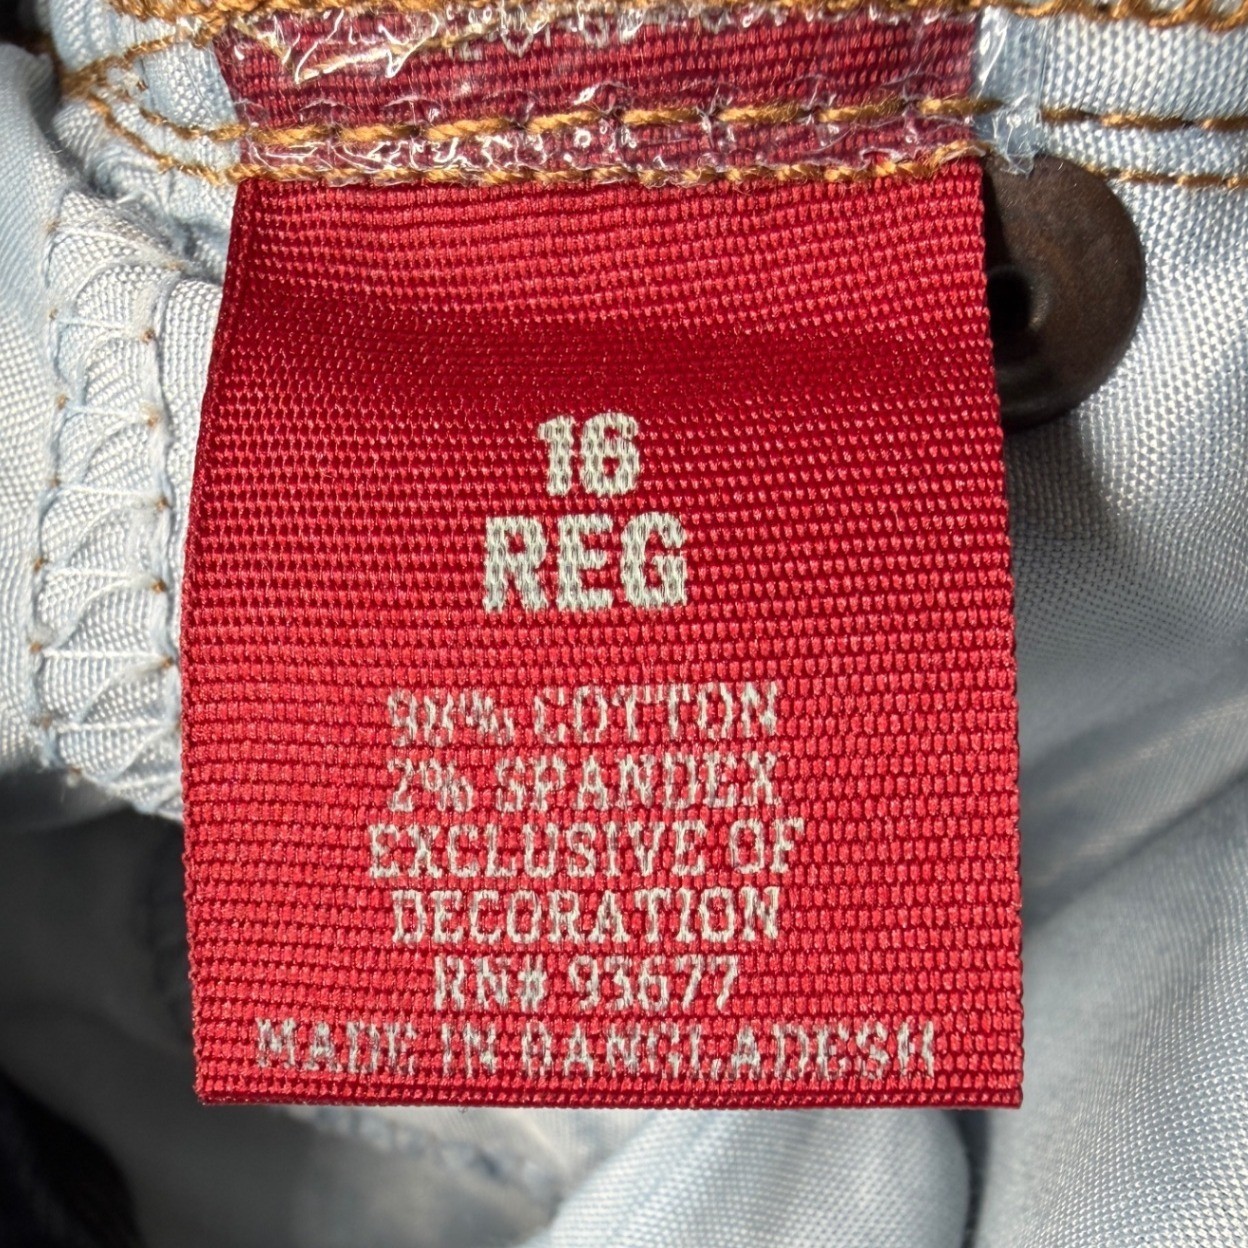 16
REG
98% COTTON
2% SPANDEX
EXCLUSIVE OF
DECORATION
RN# 93677
MADE IN BANGLADESH